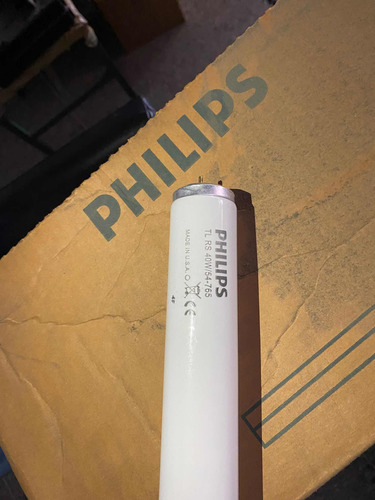 PHILIPS
PHILIPS
TL RS 40W/54-765
MADE IN U.S.A. CE